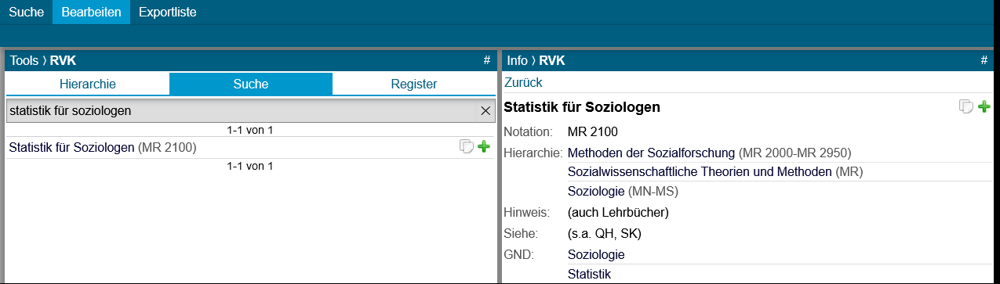 Suche Bearbeiten Exportliste
Tools 〉RVK #
Hierarchie Suche Register
statistik für soziologen
1-1 von 1
Statistik für Soziologen (MR 2100)
1-1 von 1
Info 〉RVK #
Zurück
Statistik für Soziologen
Notation: MR 2100
Hierarchie: Methoden der Sozialforschung (MR 2000-MR 2950)
Sozialwissenschaftliche Theorien und Methoden (MR)
Soziologie (MN-MS)
Hinweis: (auch Lehrbücher)
Siehe: (s.a. QH, SK)
GND: Soziologie
Statistik